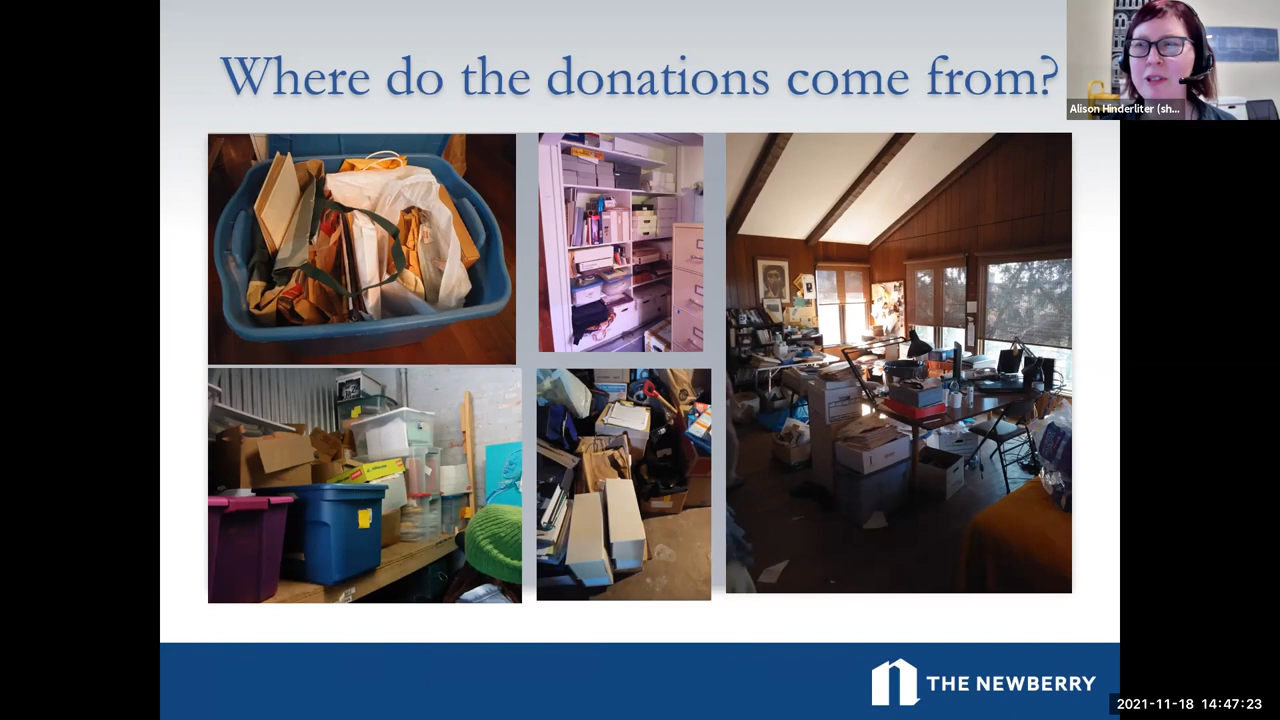 Where do the donations come from?
Alison Hinderliter (sh...
THE NEWBERRY
2021-11-18 14:47:23